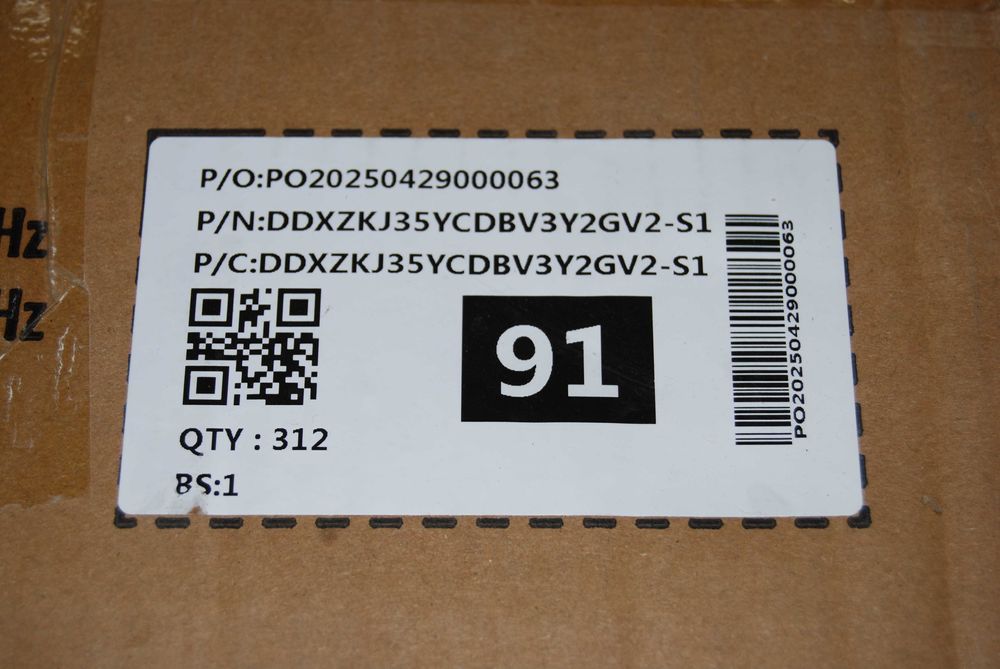 P/O:PO20250429000063
P/N:DDXZKJ35YCDBV3Y2GV2-S1
P/C:DDXZKJ35YCDBV3Y2GV2-S1
91
PO20250429000063
QTY : 312
BS:1
Hz
Hz